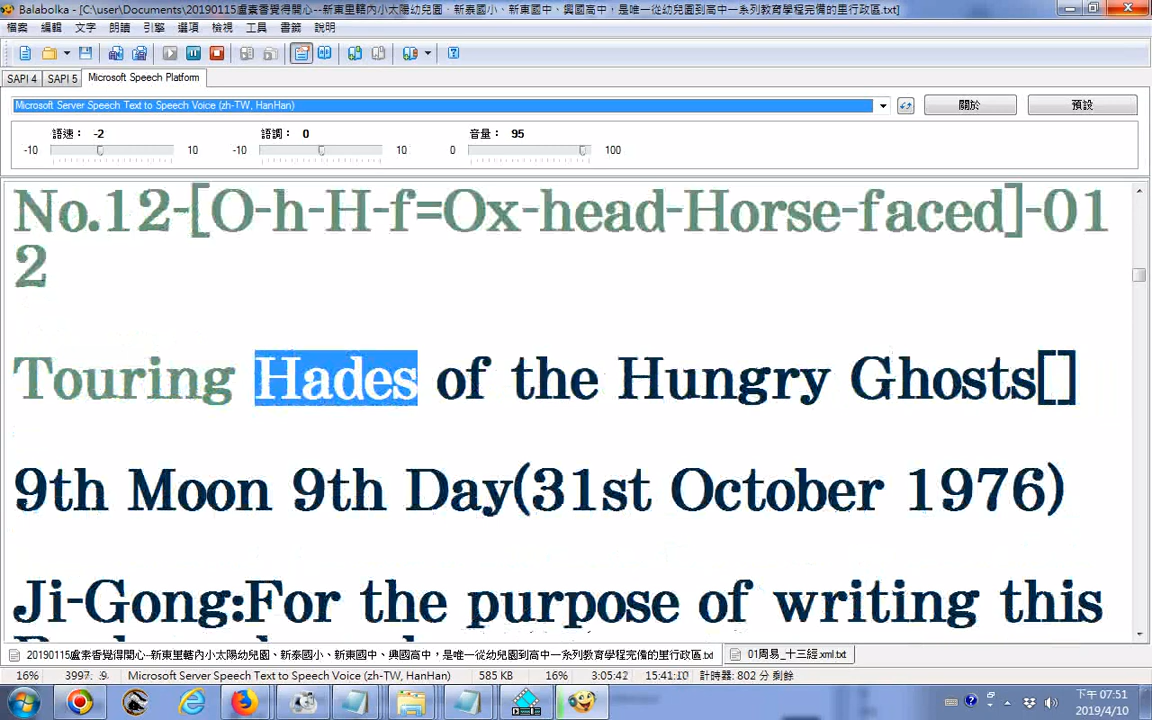 Balabolka - [C:\user\Documents\20190115盧素香覺得開心--新東里轄內小太陽幼兒園、新泰國小、新東國中、興國高中，是唯一從幼兒園到高中一系列教育學程完備的里行政區.txt]
檔案 編輯 文字 朗讀 引擎 選項 檢視 工具 書籤 說明
SAPI 4 SAPI 5 Microsoft Speech Platform
Microsoft Server Speech Text to Speech Voice (zh-TW, HanHan) 關於 預設
語速： -2 語調： 0 音量： 95
-10 10 -10 10 0 100
No.12-[O-h-H-f=Ox-head-Horse-faced]-01
2
Touring Hades of the Hungry Ghosts[]
9th Moon 9th Day(31st October 1976)
Ji-Gong:For the purpose of writing this
20190115盧素香覺得開心--新東里轄內小太陽幼兒園、新泰國小、新東國中、興國高中，是唯一從幼兒園到高中一系列教育學程完備的里行政區.txt 01周易_十三經.xml.txt
16% Microsoft Server Speech Text to Speech Voice (zh-TW, HanHan) 585 KB 16% 3:05:42 15:41:10 計時器: 802 分 剩餘
下午 07:51
2019/4/10